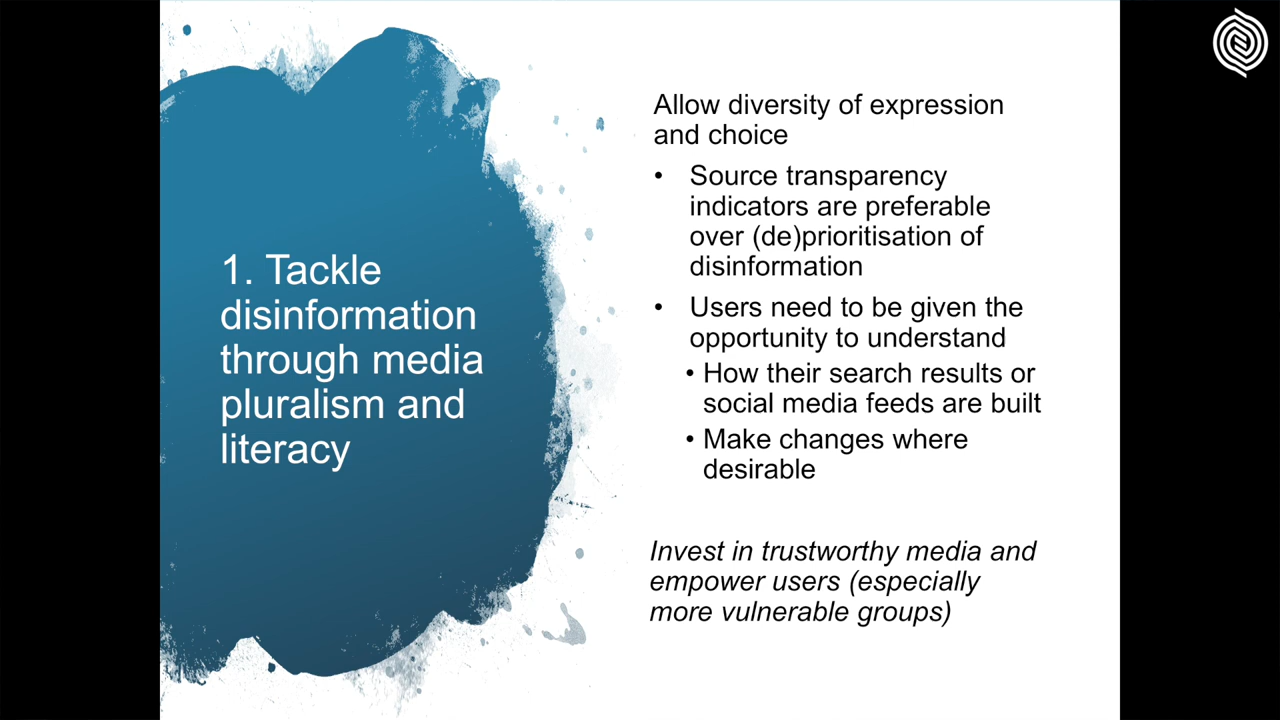 1. Tackle
disinformation
through media
pluralism and
literacy
Allow diversity of expression
and choice
• Source transparency
indicators are preferable
over (de)prioritisation of
disinformation
• Users need to be given the
opportunity to understand
• How their search results or
social media feeds are built
• Make changes where
desirable
Invest in trustworthy media and
empower users (especially
more vulnerable groups)